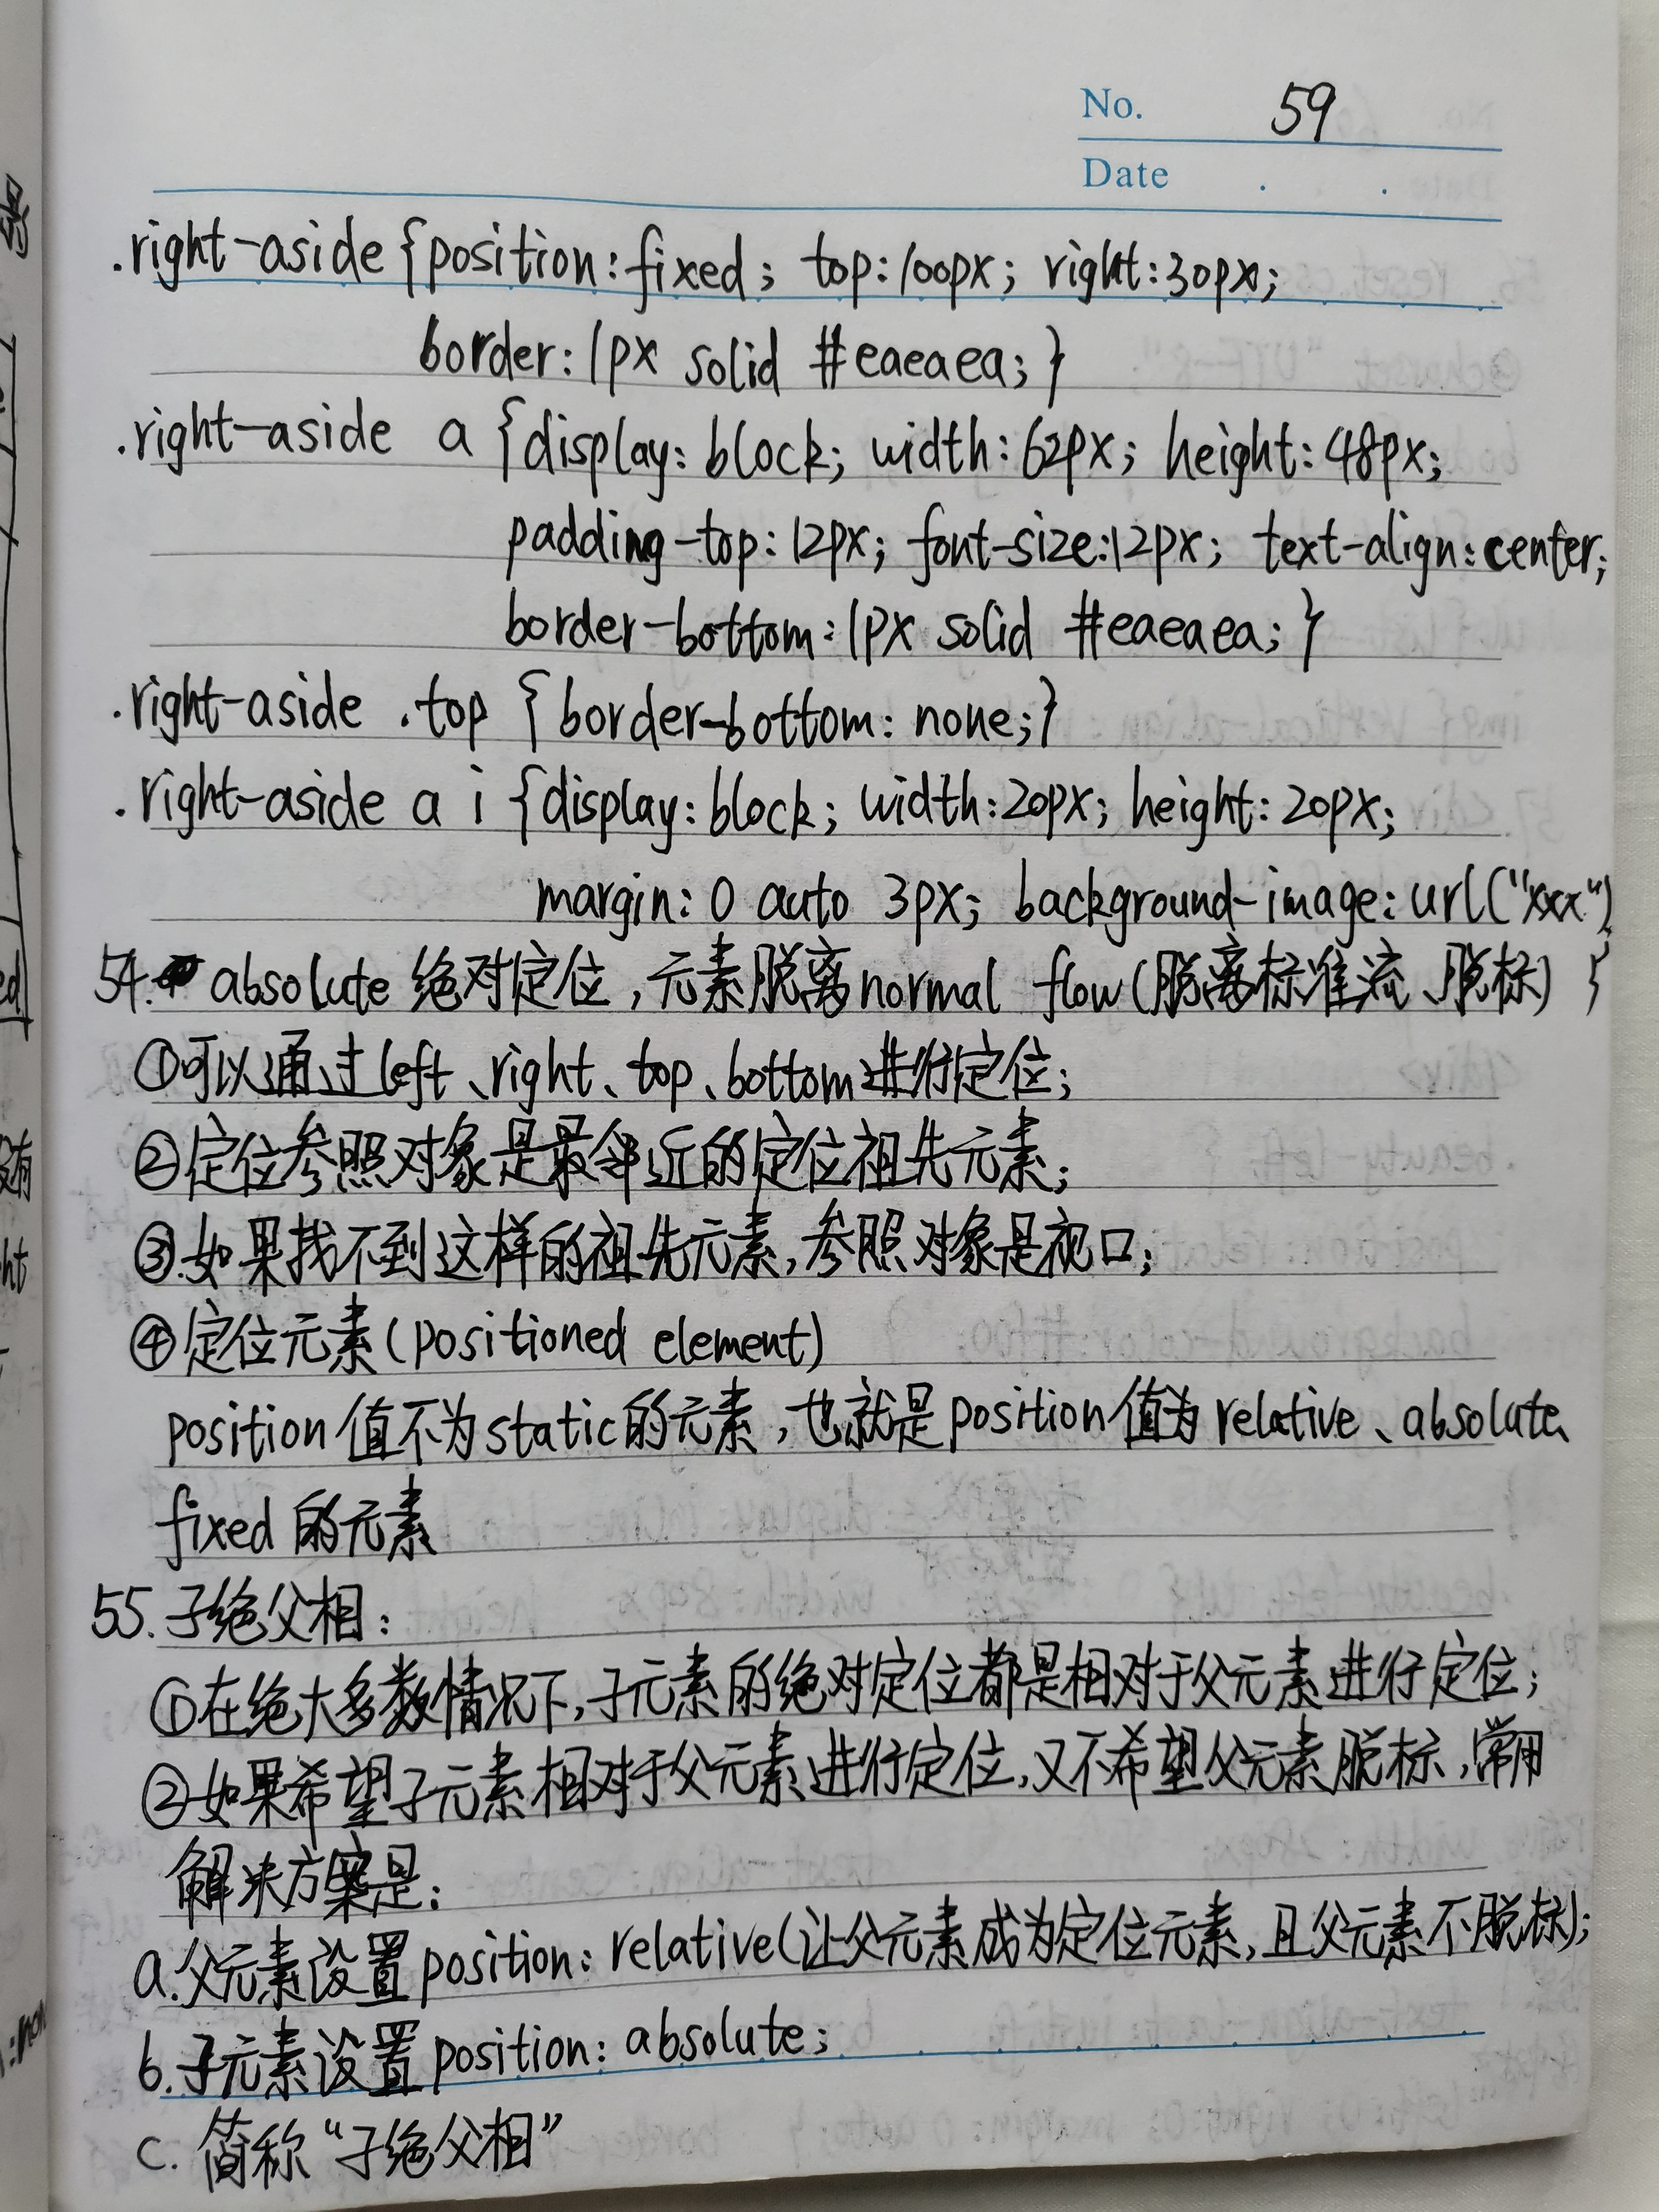 No. 59
Date . .
.right-aside {position:fixed; top:100px; right:30px;
border:1px solid #eaeaea;}
.right-aside a {display:block; width:62px; height:48px;
padding-top:12px; font-size:12px; text-align:center;
border-bottom:1px solid #eaeaea;}
.right-aside .top {border-bottom:none;}
.right-aside a i {display:block; width:20px; height:20px;
margin:0 auto 3px; background-image:url("xxx")
}
54. absolute 绝对定位,元素脱离normal flow(脱离标准流、脱标)
①可以通过left、right、top、bottom进行定位;
②定位参照对象是最邻近的定位祖先元素;
③如果找不到这样的祖先元素,参照对象是视口;
④定位元素(positioned element)
position值不为static的元素,也就是position值为relative、absolute、
fixed的元素
55.子绝父相:
①在绝大多数情况下,子元素的绝对定位都是相对于父元素进行定位;
②如果希望子元素相对于父元素进行定位,又不希望父元素脱标,常用
解决方案是:
a.父元素设置position:relative(让父元素成为定位元素,且父元素不脱标);
b.子元素设置position:absolute;
c.简称“子绝父相”